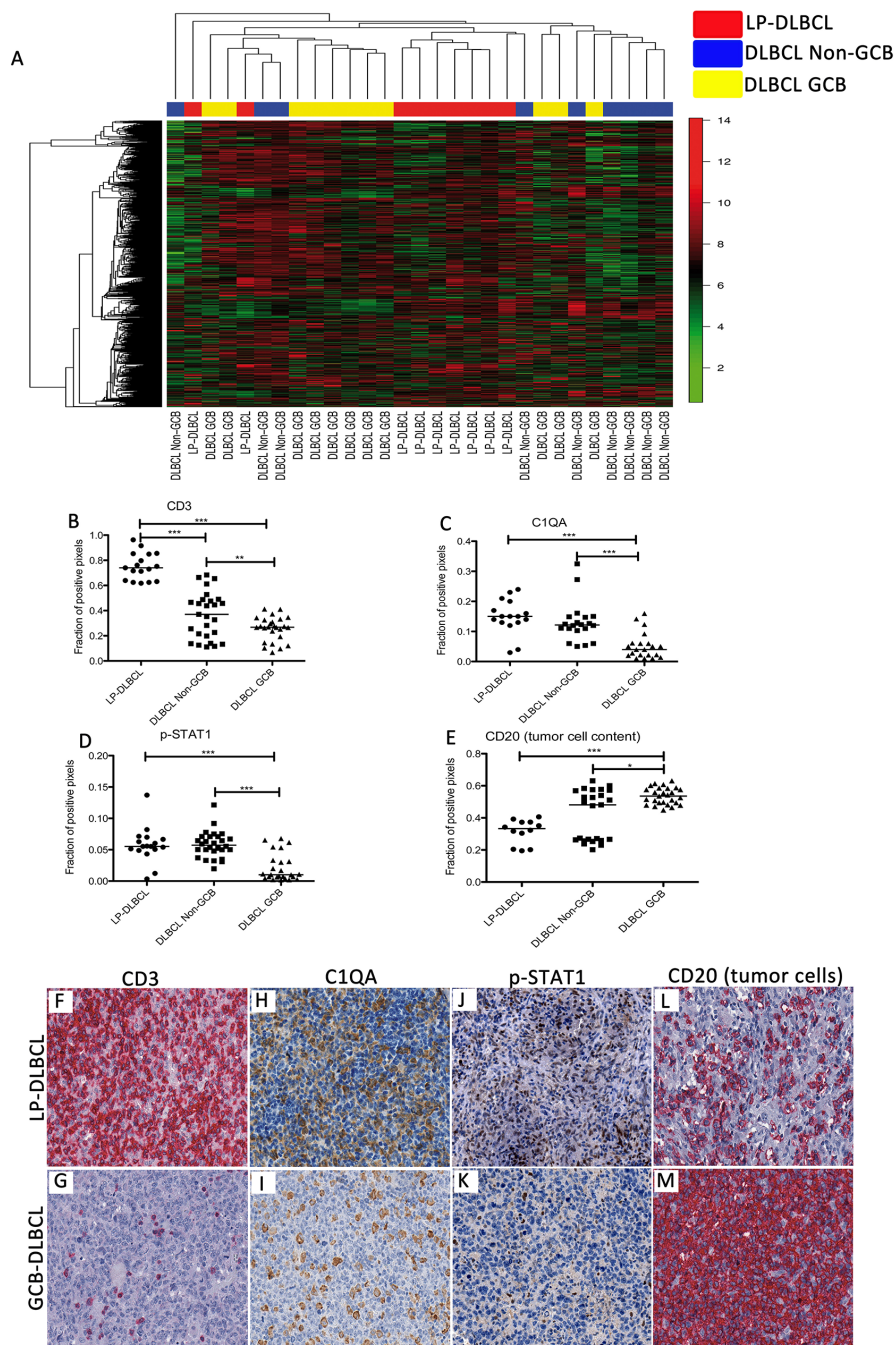 A
LP-DLBCL
DLBCL Non-GCB
DLBCL GCB
14
12
10
8
6
4
2
DLBCL Non-GCB
LP-DLBCL
DLBCL GCB
DLBCL GCB
LP-DLBCL
DLBCL Non-GCB
DLBCL Non-GCB
DLBCL GCB
DLBCL GCB
DLBCL GCB
DLBCL GCB
DLBCL GCB
DLBCL GCB
LP-DLBCL
LP-DLBCL
LP-DLBCL
LP-DLBCL
LP-DLBCL
LP-DLBCL
LP-DLBCL
DLBCL Non-GCB
DLBCL GCB
DLBCL GCB
DLBCL Non-GCB
DLBCL GCB
DLBCL Non-GCB
DLBCL Non-GCB
DLBCL Non-GCB
DLBCL Non-GCB
B
CD3
Fraction of positive pixels
1.0
0.8
0.6
0.4
0.2
0.0
***
***
**
LP-DLBCL
DLBCL Non-GCB
DLBCL GCB
C
C1QA
Fraction of positive pixels
0.4
0.3
0.2
0.1
0.0
***
***
LP-DLBCL
DLBCL Non-GCB
DLBCL GCB
D
p-STAT1
Fraction of positive pixels
0.20
0.15
0.10
0.05
0.00
***
***
LP-DLBCL
DLBCL Non-GCB
DLBCL GCB
E
CD20 (tumor cell content)
Fraction of positive pixels
0.8
0.6
0.4
0.2
0.0
***
*
LP-DLBCL
DLBCL Non-GCB
DLBCL GCB
CD3
C1QA
p-STAT1
CD20 (tumor cells)
LP-DLBCL
F
H
J
L
GCB-DLBCL
G
I
K
M